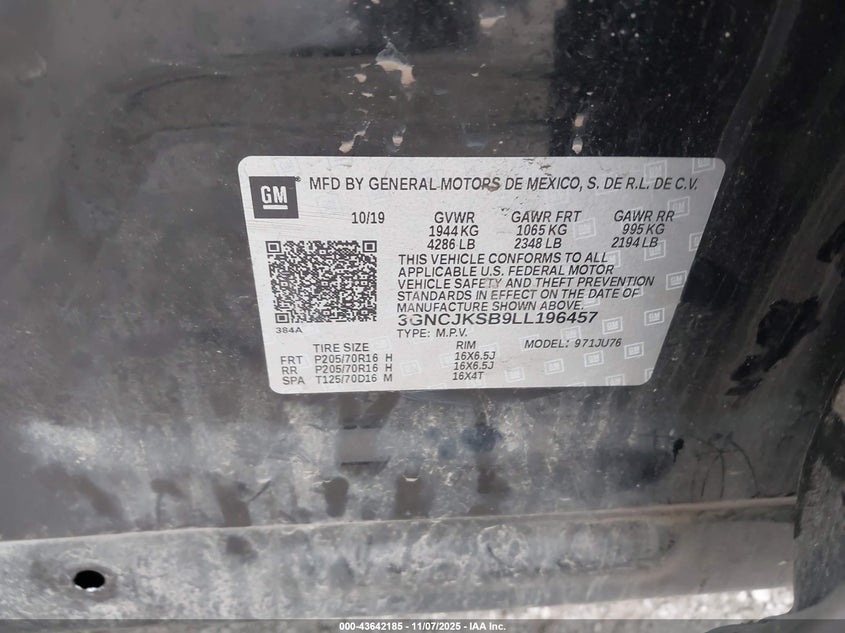 GM
MFD BY GENERAL MOTORS DE MEXICO, S. DE R.L. DE C.V.
10/19 GVWR GAWR FRT GAWR RR
1944 KG 1065 KG 995 KG
4286 LB 2348 LB 2194 LB
THIS VEHICLE CONFORMS TO ALL
APPLICABLE U.S. FEDERAL MOTOR
VEHICLE SAFETY AND THEFT PREVENTION
STANDARDS IN EFFECT ON THE DATE OF
MANUFACTURE SHOWN ABOVE.
3GNCJKSB9LL196457
384A
TYPE: M.P.V. MODEL: 971JU76
TIRE SIZE RIM
FRT P205/70R16 H 16X6.5J
RR P205/70R16 H 16X6.5J
SPA T125/70D16 M 16X4T
000-43642185 - 11/07/2025 - IAA Inc.